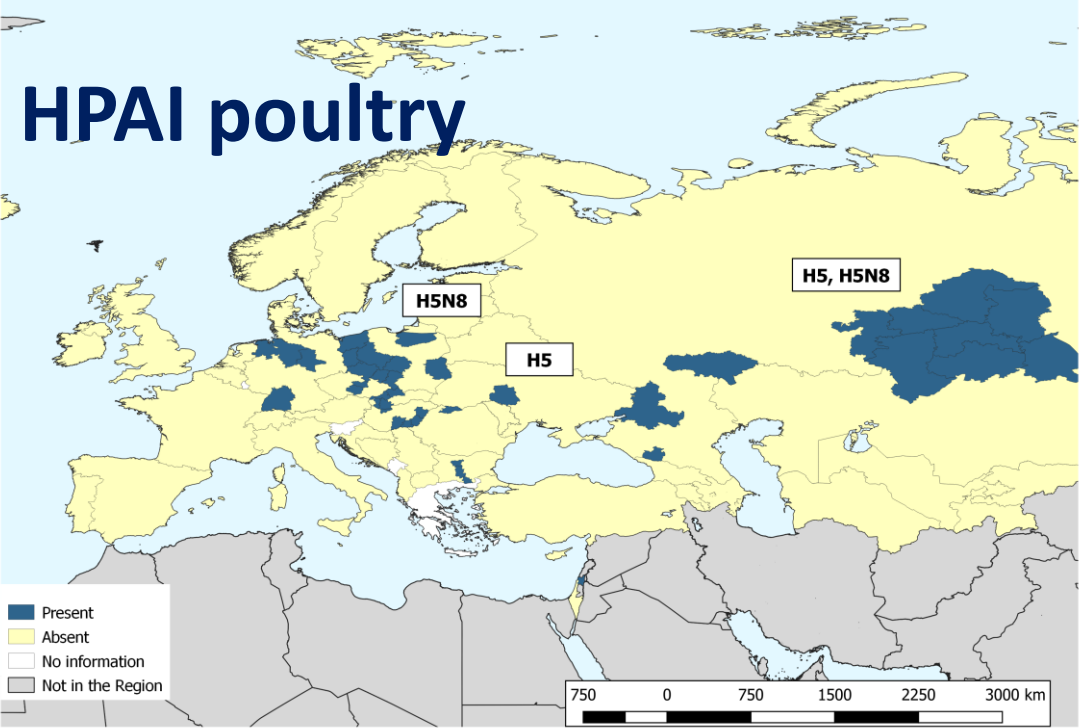 HPAI poultry
H5, H5N8
H5N8
H5
Present
Absent
No information
Not in the Region
750 0 750 1500 2250 3000 km